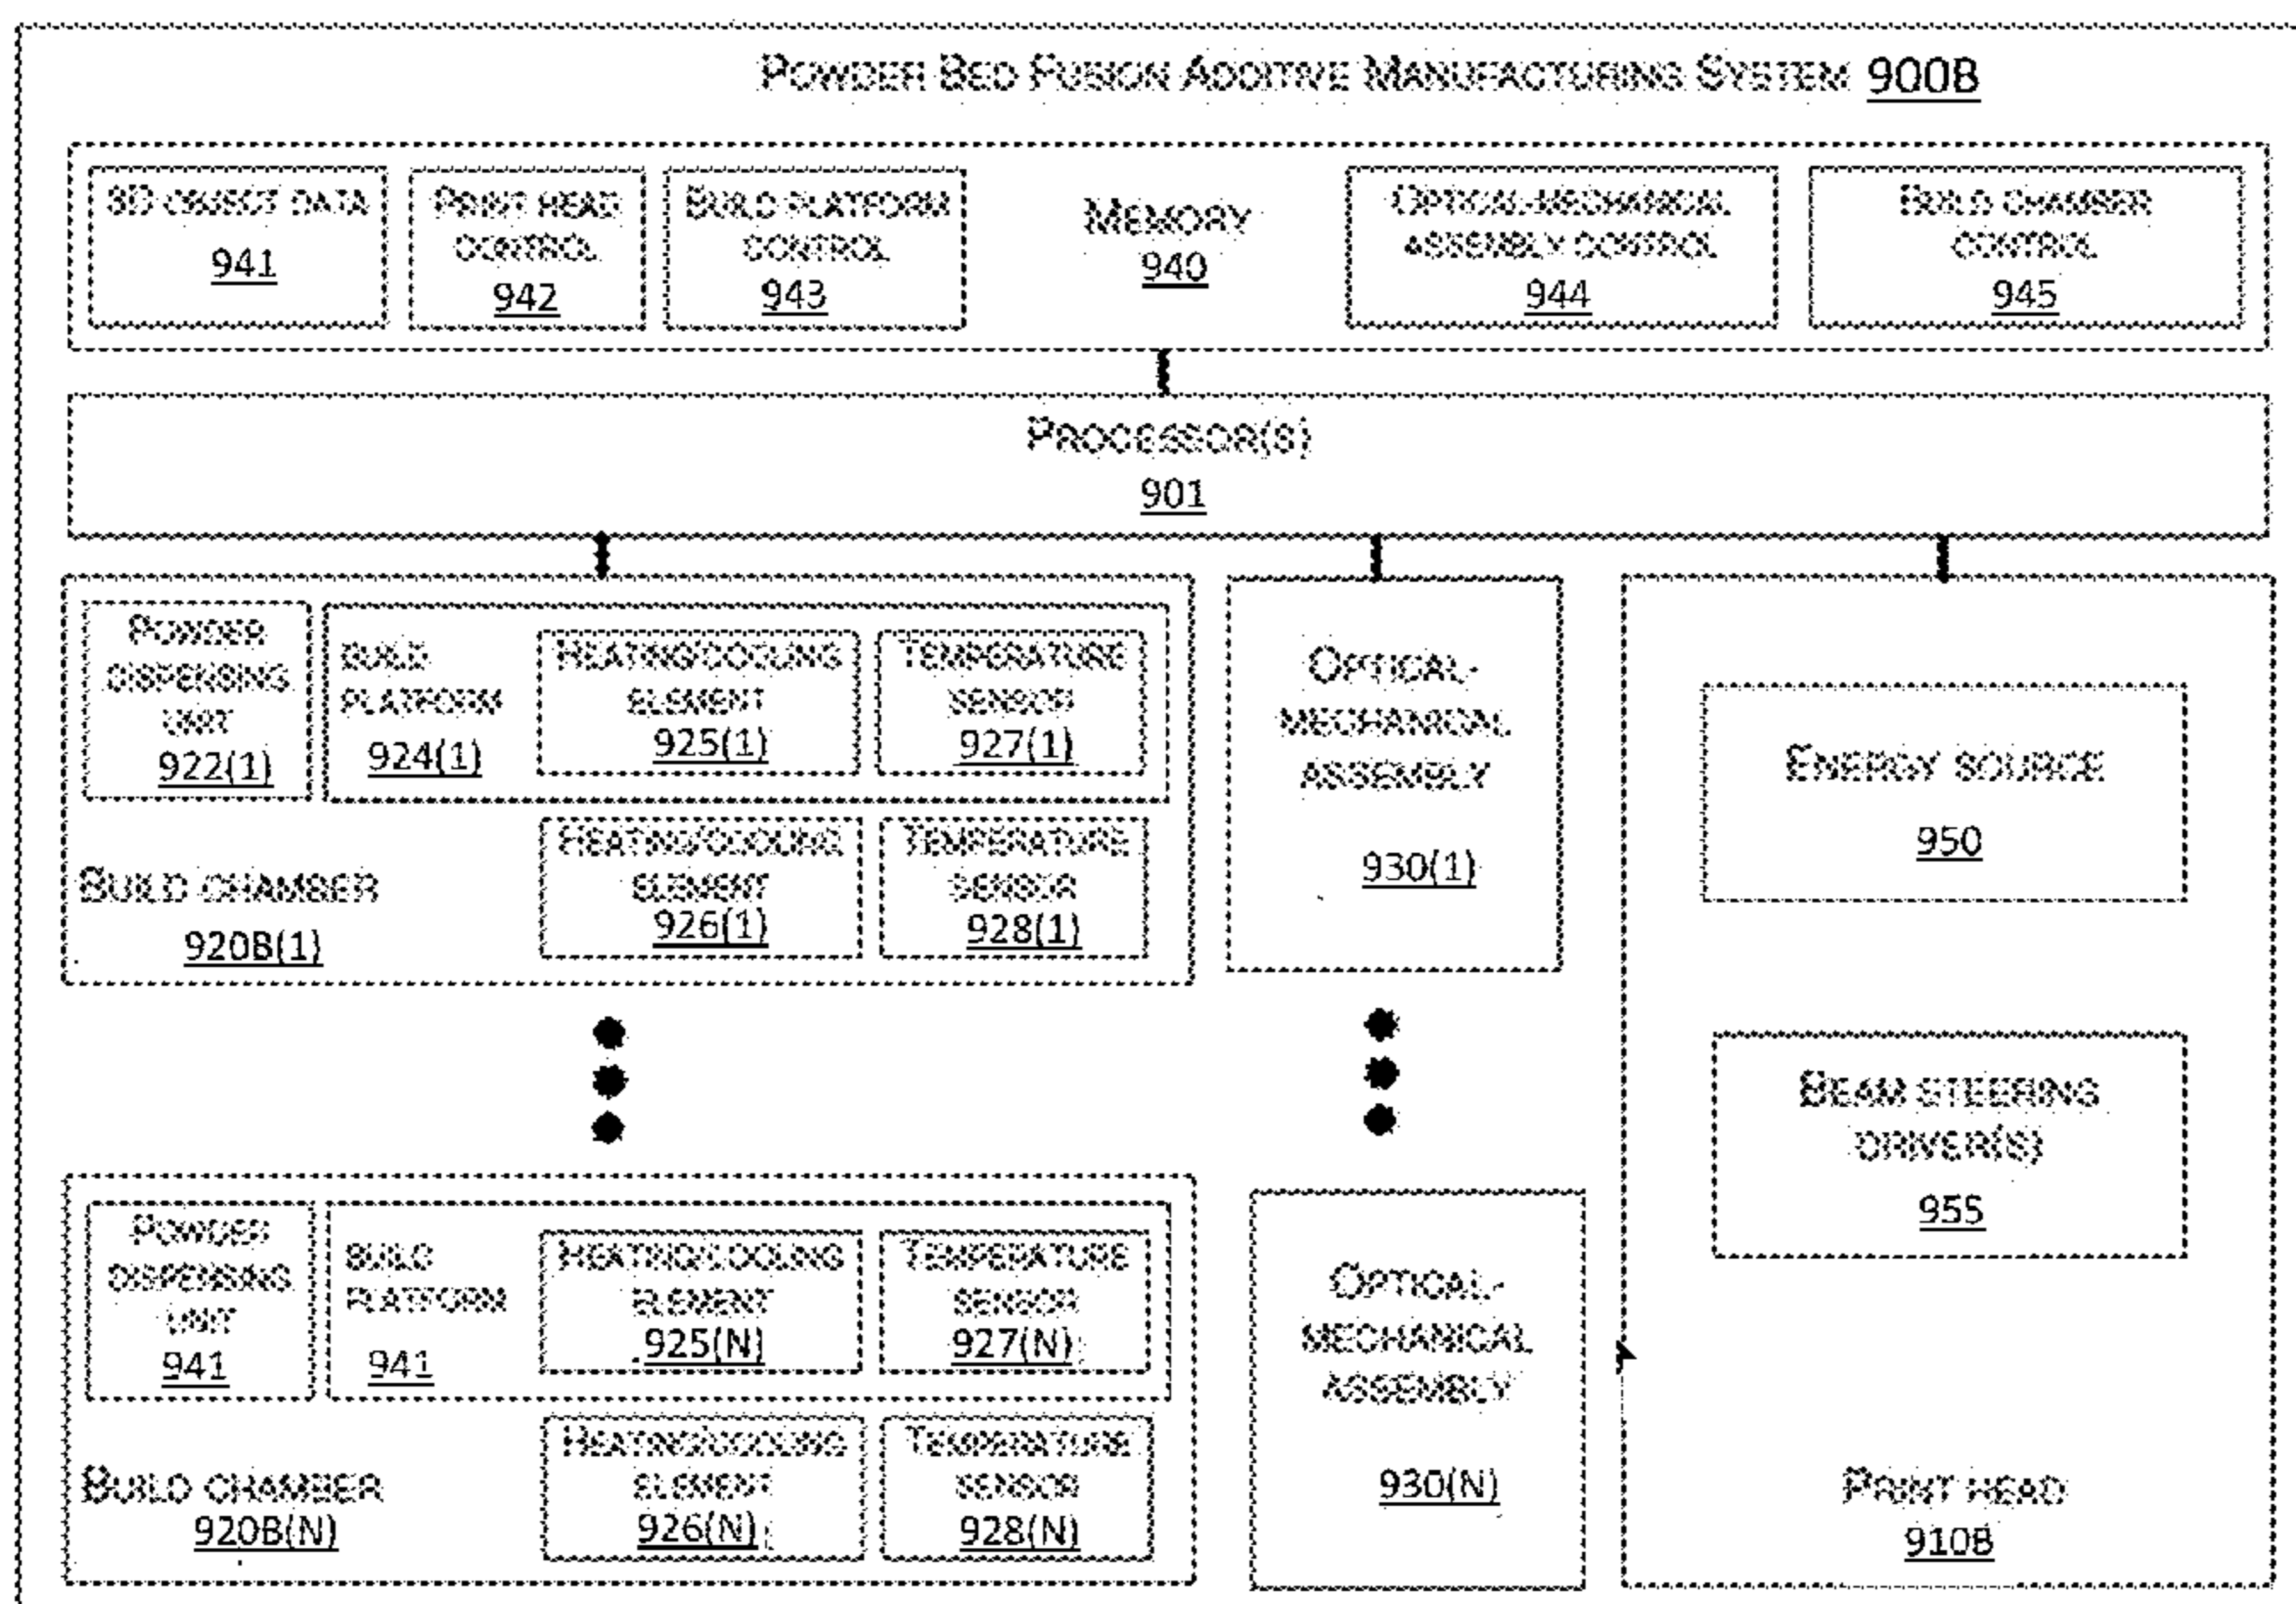 POWDER BED FUSION ADDITIVE MANUFACTURING SYSTEM 900B
3D OBJECT DATA
941
PRINT HEAD
CONTROL
942
BUILD PLATFORM
CONTROL
943
MEMORY
940
OPTICAL-MECHANICAL
ASSEMBLY CONTROL
944
BUILD CHAMBER
CONTROL
945
PROCESSOR(S)
901
POWDER
DISPENSING
UNIT
922(1)
BUILD
PLATFORM
924(1)
HEATING/COOLING
ELEMENT
925(1)
TEMPERATURE
SENSOR
927(1)
BUILD CHAMBER
920B(1)
HEATING/COOLING
ELEMENT
926(1)
TEMPERATURE
SENSOR
928(1)
OPTICAL-
MECHANICAL
ASSEMBLY
930(1)
ENERGY SOURCE
950
BEAM STEERING
DRIVER(S)
955
PRINT HEAD
910B
POWDER
DISPENSING
UNIT
941
BUILD
PLATFORM
941
HEATING/COOLING
ELEMENT
925(N)
TEMPERATURE
SENSOR
927(N)
BUILD CHAMBER
920B(N)
HEATING/COOLING
ELEMENT
926(N)
TEMPERATURE
SENSOR
928(N)
OPTICAL-
MECHANICAL
ASSEMBLY
930(N)